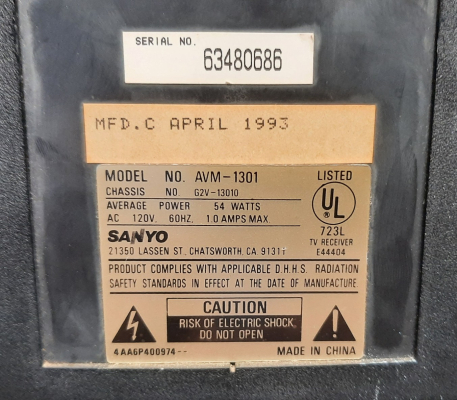 SERIAL NO.
63480686
MFD.C APRIL 1993
MODEL NO. AVM-1301
CHASSIS NO. G2V-13010
AVERAGE POWER 54 WATTS
AC 120V. 60HZ, 1.0 AMPS MAX.
SANYO
21350 LASSEN ST., CHATSWORTH, CA. 91311
LISTED
UL
723L
TV RECEIVER
E44404
PRODUCT COMPLIES WITH APPLICABLE D.H.H.S. RADIATION
SAFETY STANDARDS IN EFFECT AT THE DATE OF MANUFACTURE.
CAUTION
RISK OF ELECTRIC SHOCK,
DO NOT OPEN
4AA6P400974--
MADE IN CHINA